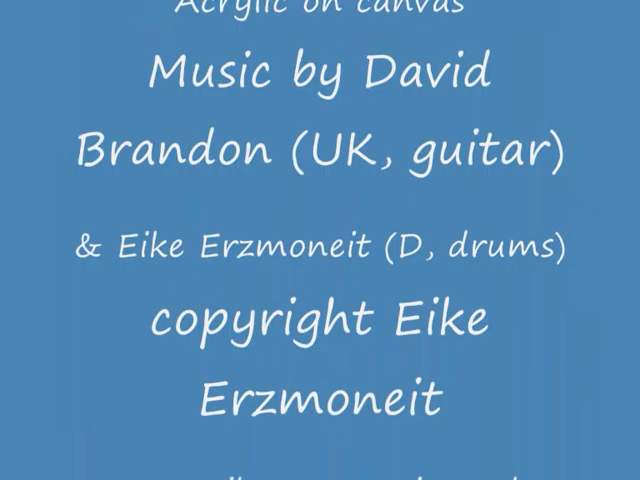 Acrylic on canvas
Music by David
Brandon (UK, guitar)
& Eike Erzmoneit (D, drums)
copyright Eike
Erzmoneit